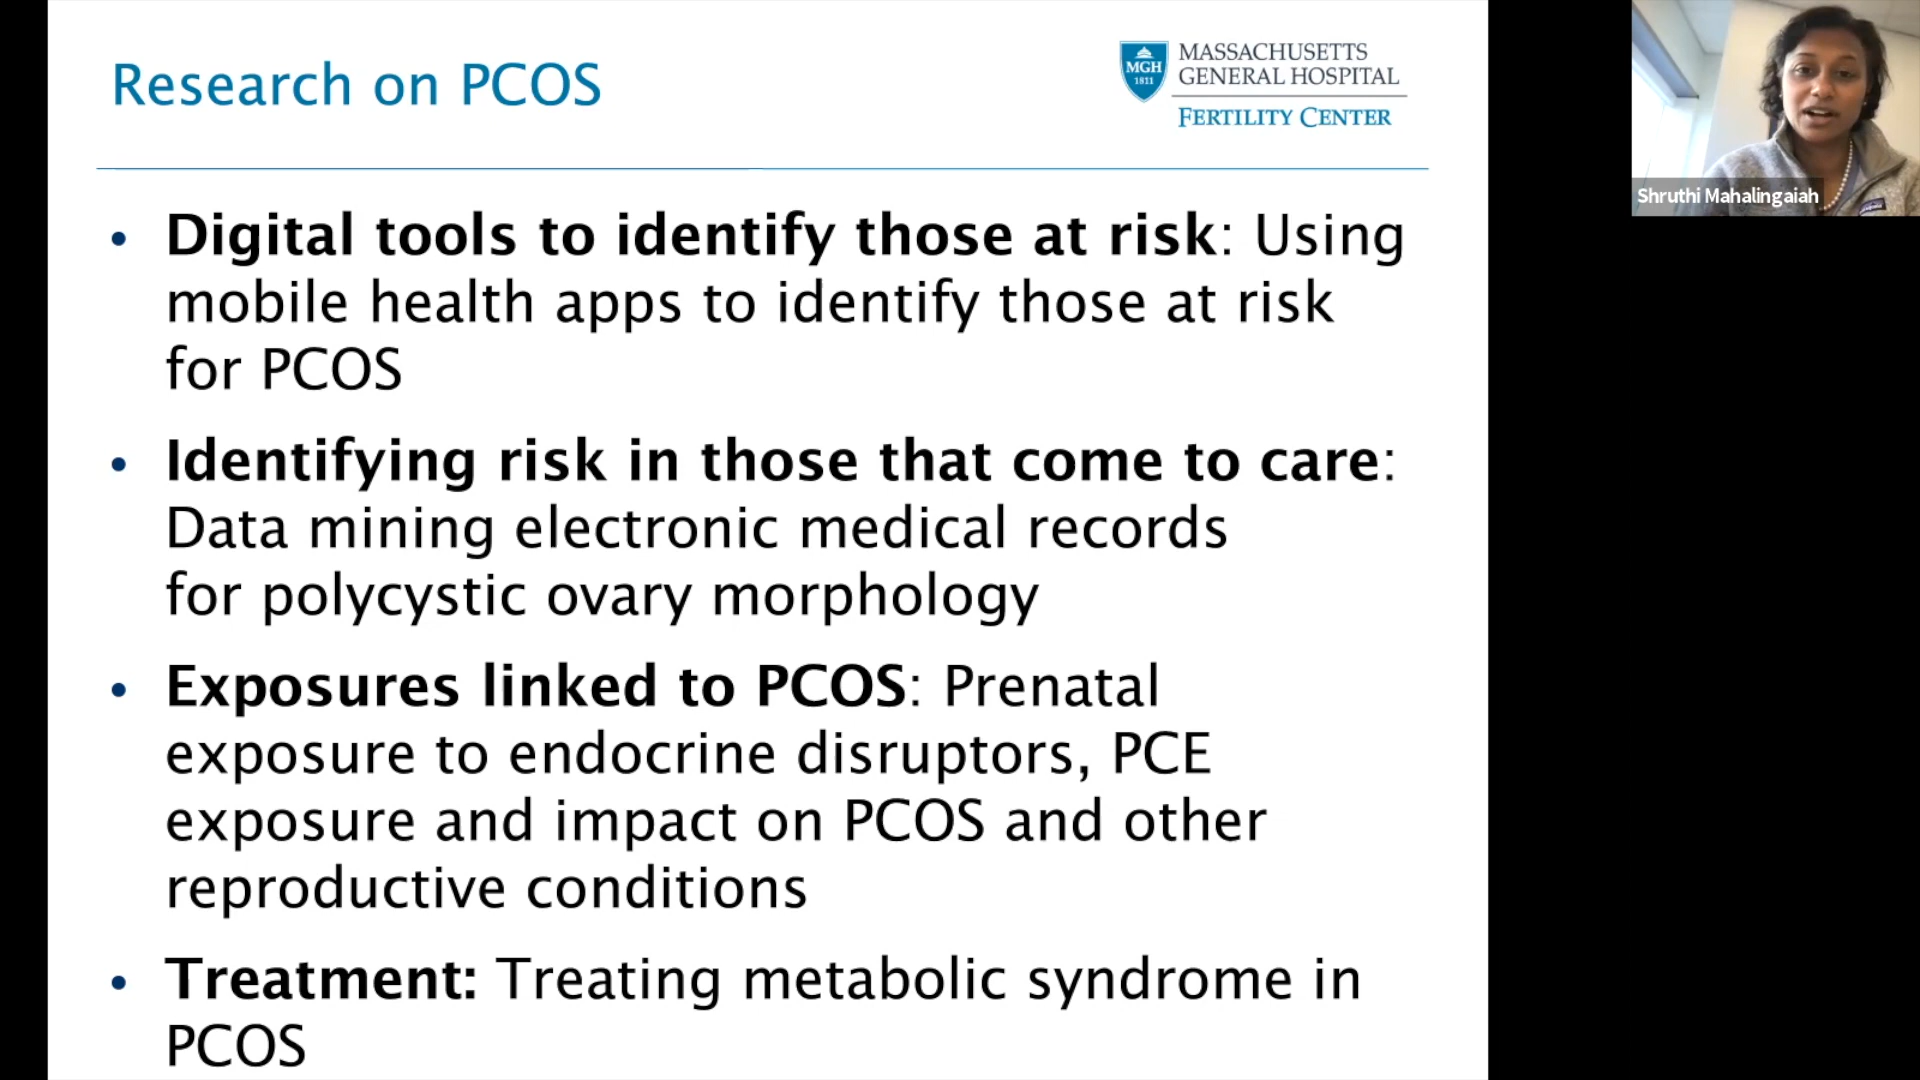 Research on PCOS
MGH
1811
MASSACHUSETTS
GENERAL HOSPITAL
FERTILITY CENTER
Shruthi Mahalingaiah
• Digital tools to identify those at risk: Using
mobile health apps to identify those at risk
for PCOS
• Identifying risk in those that come to care:
Data mining electronic medical records
for polycystic ovary morphology
• Exposures linked to PCOS: Prenatal
exposure to endocrine disruptors, PCE
exposure and impact on PCOS and other
reproductive conditions
• Treatment: Treating metabolic syndrome in
PCOS